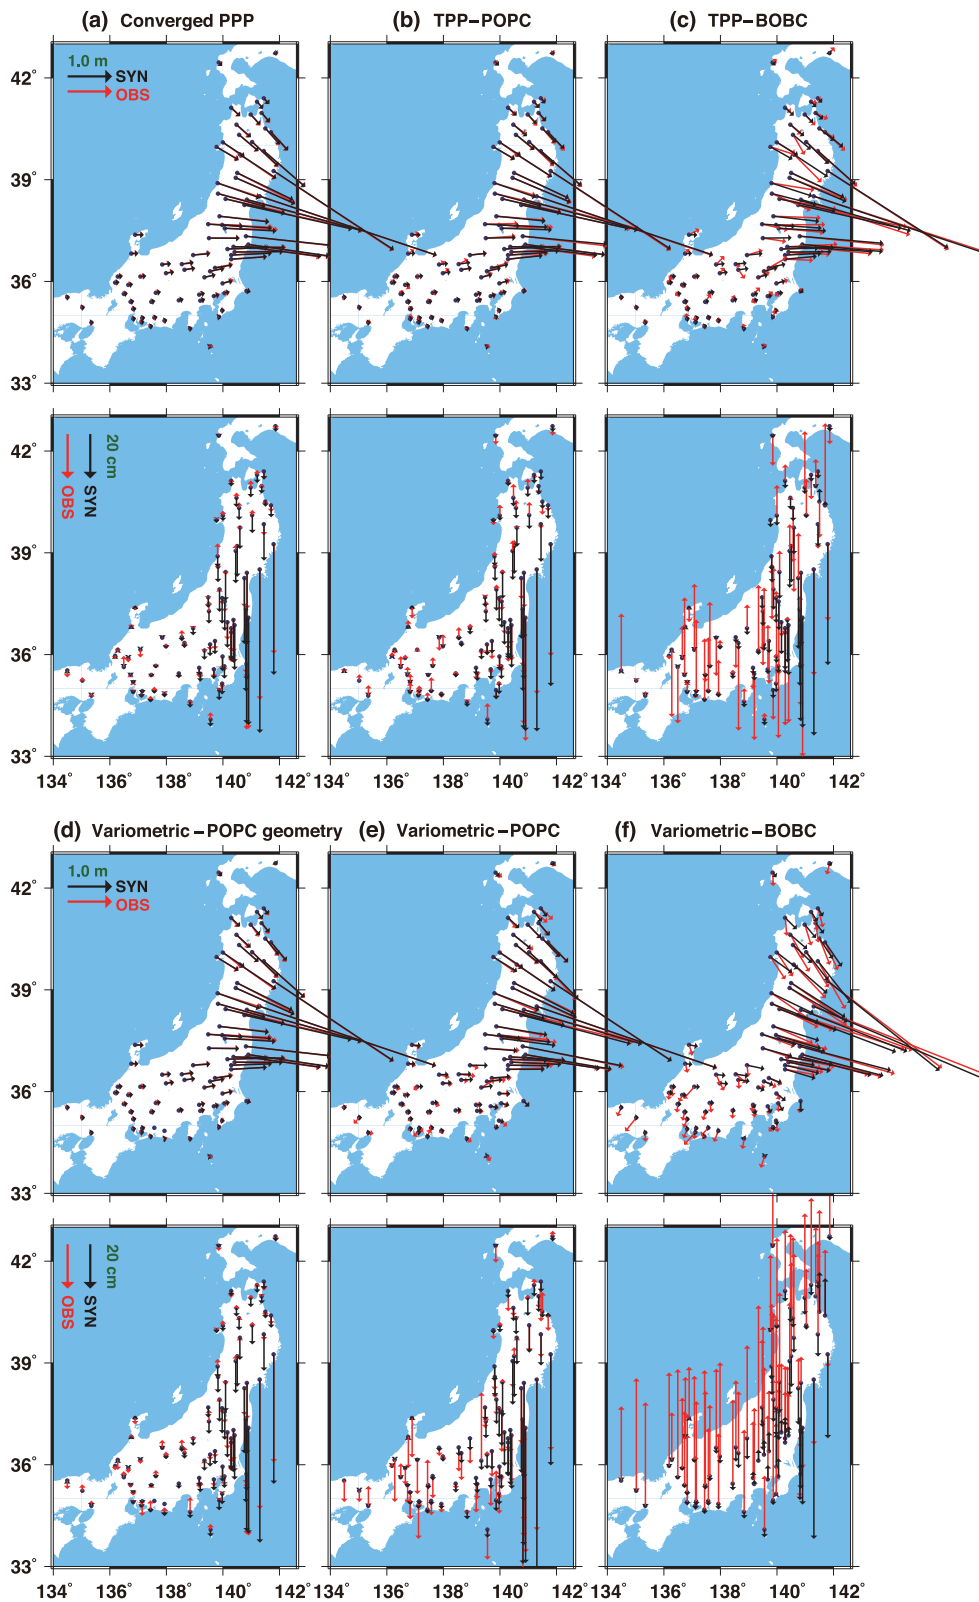 (a) Converged PPP
(b) TPP–POPC
(c) TPP–BOBC
42°
1.0 m
SYN
OBS
39°
36°
33°
42°
20 cm
SYN
OBS
39°
36°
33°
134 136 138 140 142°
134 136 138 140 142°
134 136 138 140 142°
(d) Variometric–POPC geometry
(e) Variometric–POPC
(f) Variometric–BOBC
42°
1.0 m
SYN
OBS
39°
36°
33°
42°
20 cm
SYN
OBS
39°
36°
33°
134 136 138 140 142°
134 136 138 140 142°
134 136 138 140 142°